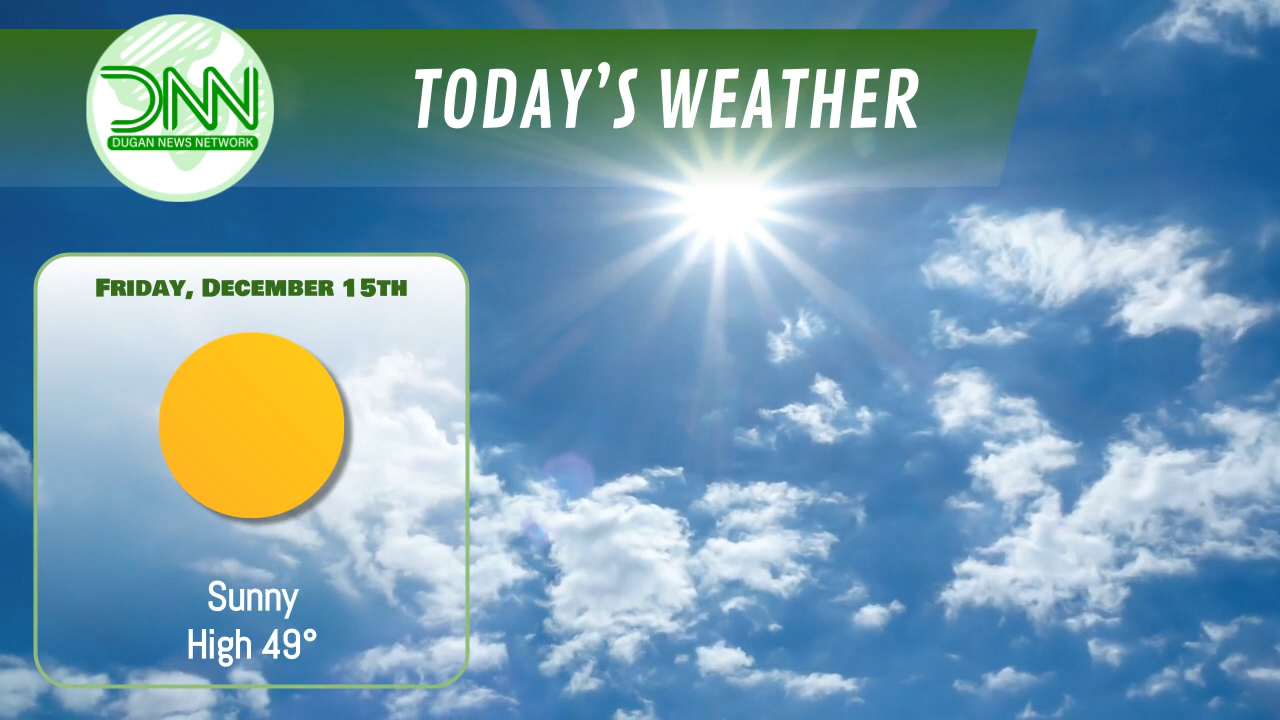 DNN
DUGAN NEWS NETWORK
TODAY'S WEATHER
FRIDAY, DECEMBER 15TH
Sunny
High 49°